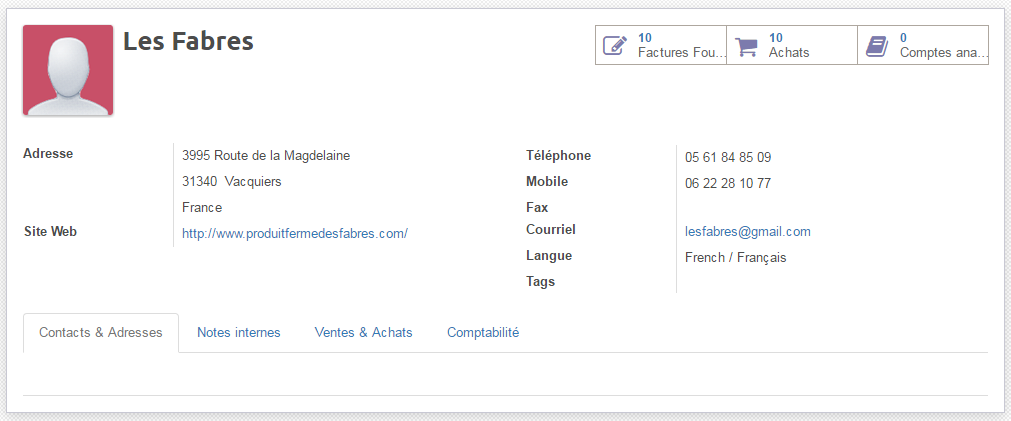 Les Fabres
10
Factures Fou...
10
Achats
0
Comptes ana...
Adresse
3995 Route de la Magdelaine
31340 Vacquiers
France
Site Web
http://www.produitfermedesfabres.com/
Téléphone
05 61 84 85 09
Mobile
06 22 28 10 77
Fax
Courriel
lesfabres@gmail.com
Langue
French / Français
Tags
Contacts & Adresses
Notes internes
Ventes & Achats
Comptabilité